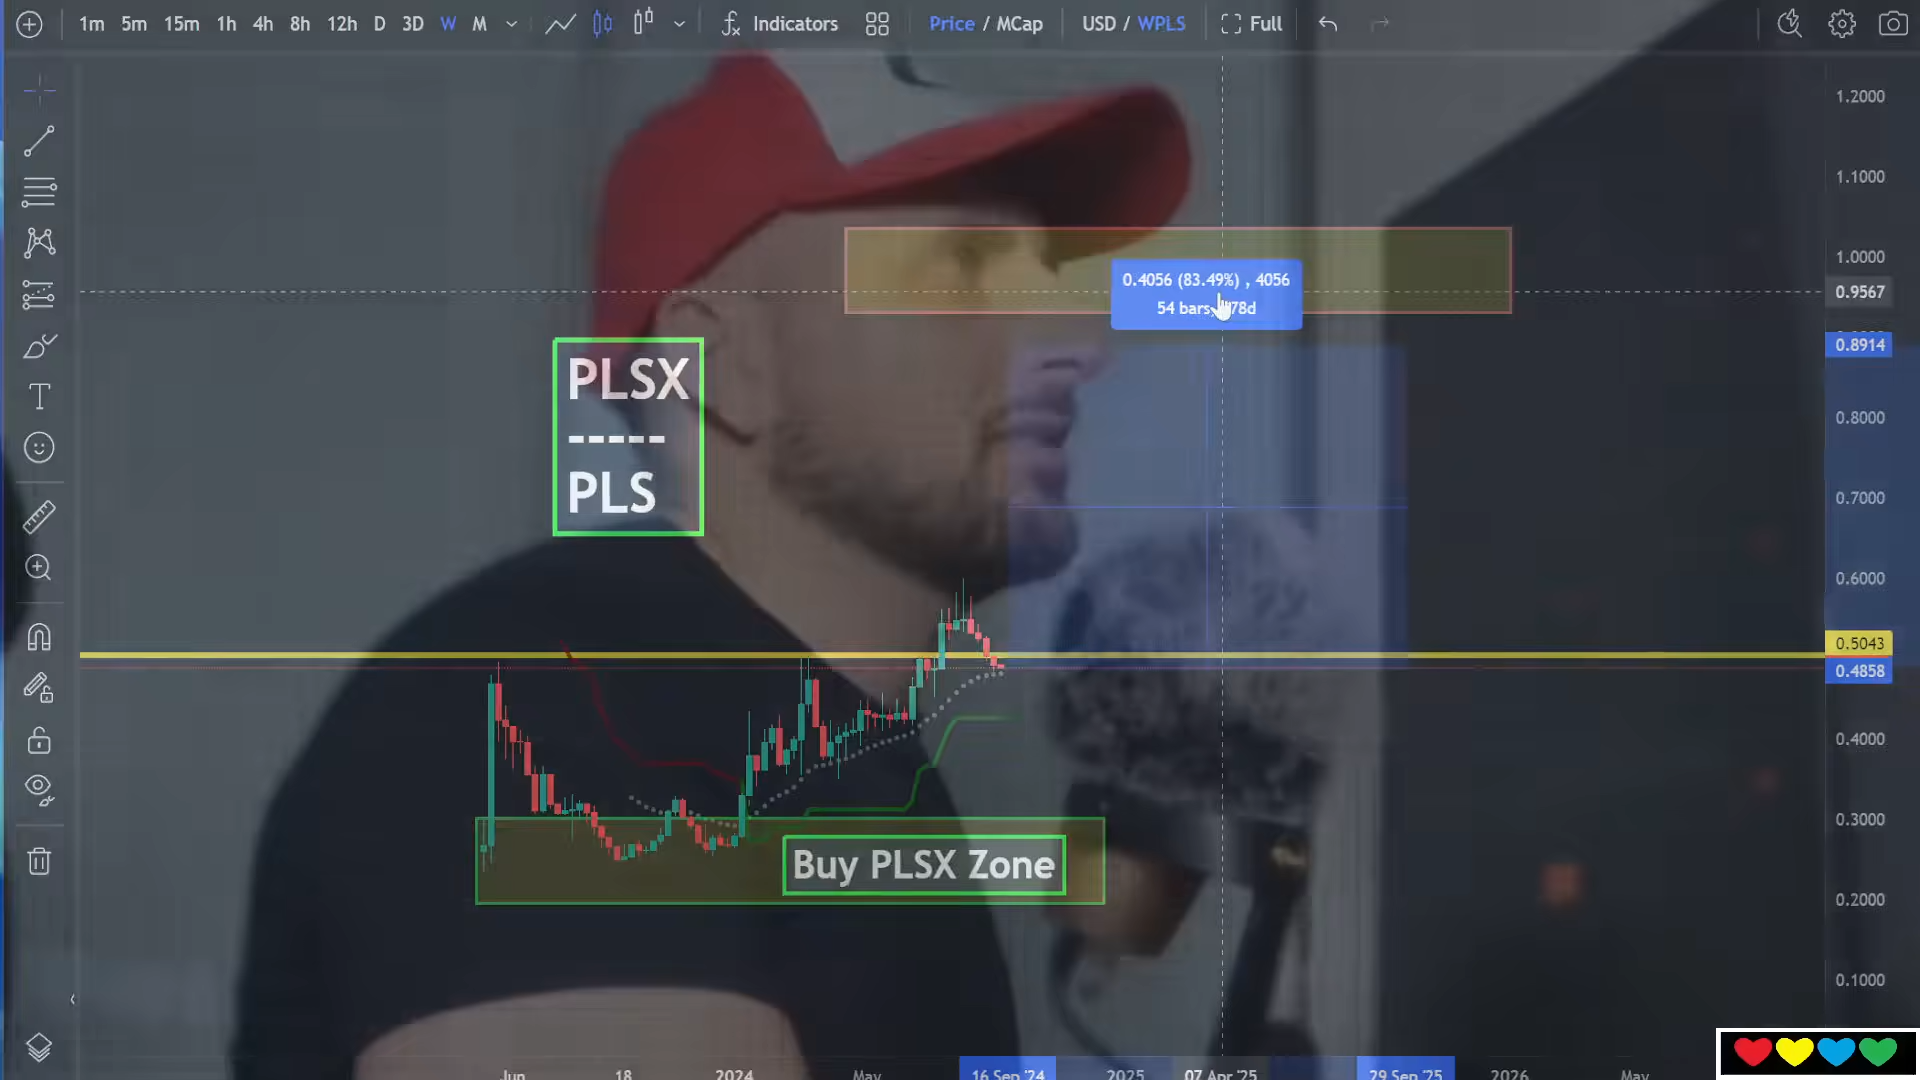 1m 5m 15m 1h 4h 8h 12h D 3D W M Indicators Price / MCap USD / WPLS Full
1.2000
1.1000
1.0000
0.4056 (83.49%) , 4056
0.9567
54 bars, 78d
0.8914
PLSX
-----
PLS
0.8000
0.7000
0.6000
0.5043
0.4858
0.4000
0.3000
Buy PLSX Zone
0.2000
0.1000
Jun 18 2024 May 16 Sep '24 2025 07 Apr '25 29 Sep '25 2026 May